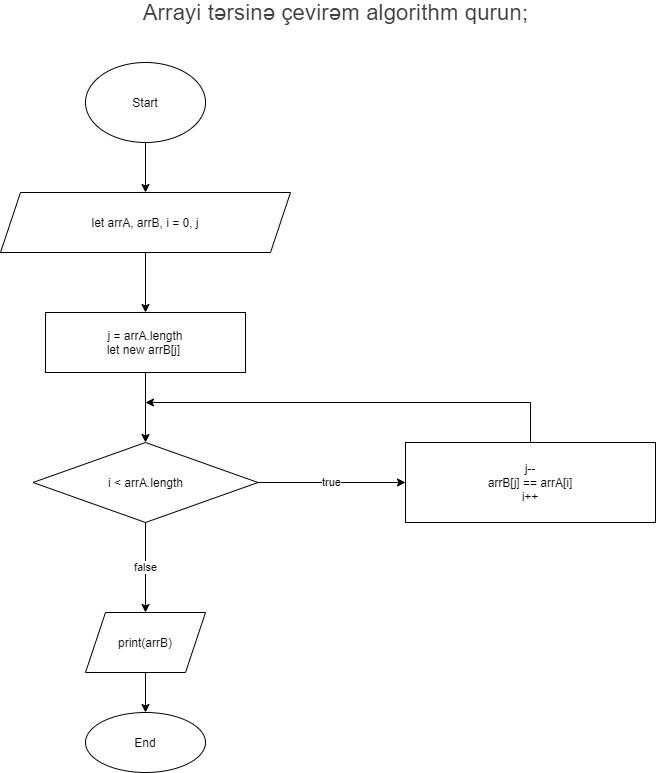 Arrayi tərsinə çevirəm algorithm qurun;
Start
let arrA, arrB, i = 0, j
j = arrA.length
let new arrB[j]
i < arrA.length
true
j--
arrB[j] == arrA[i]
i++
false
print(arrB)
End